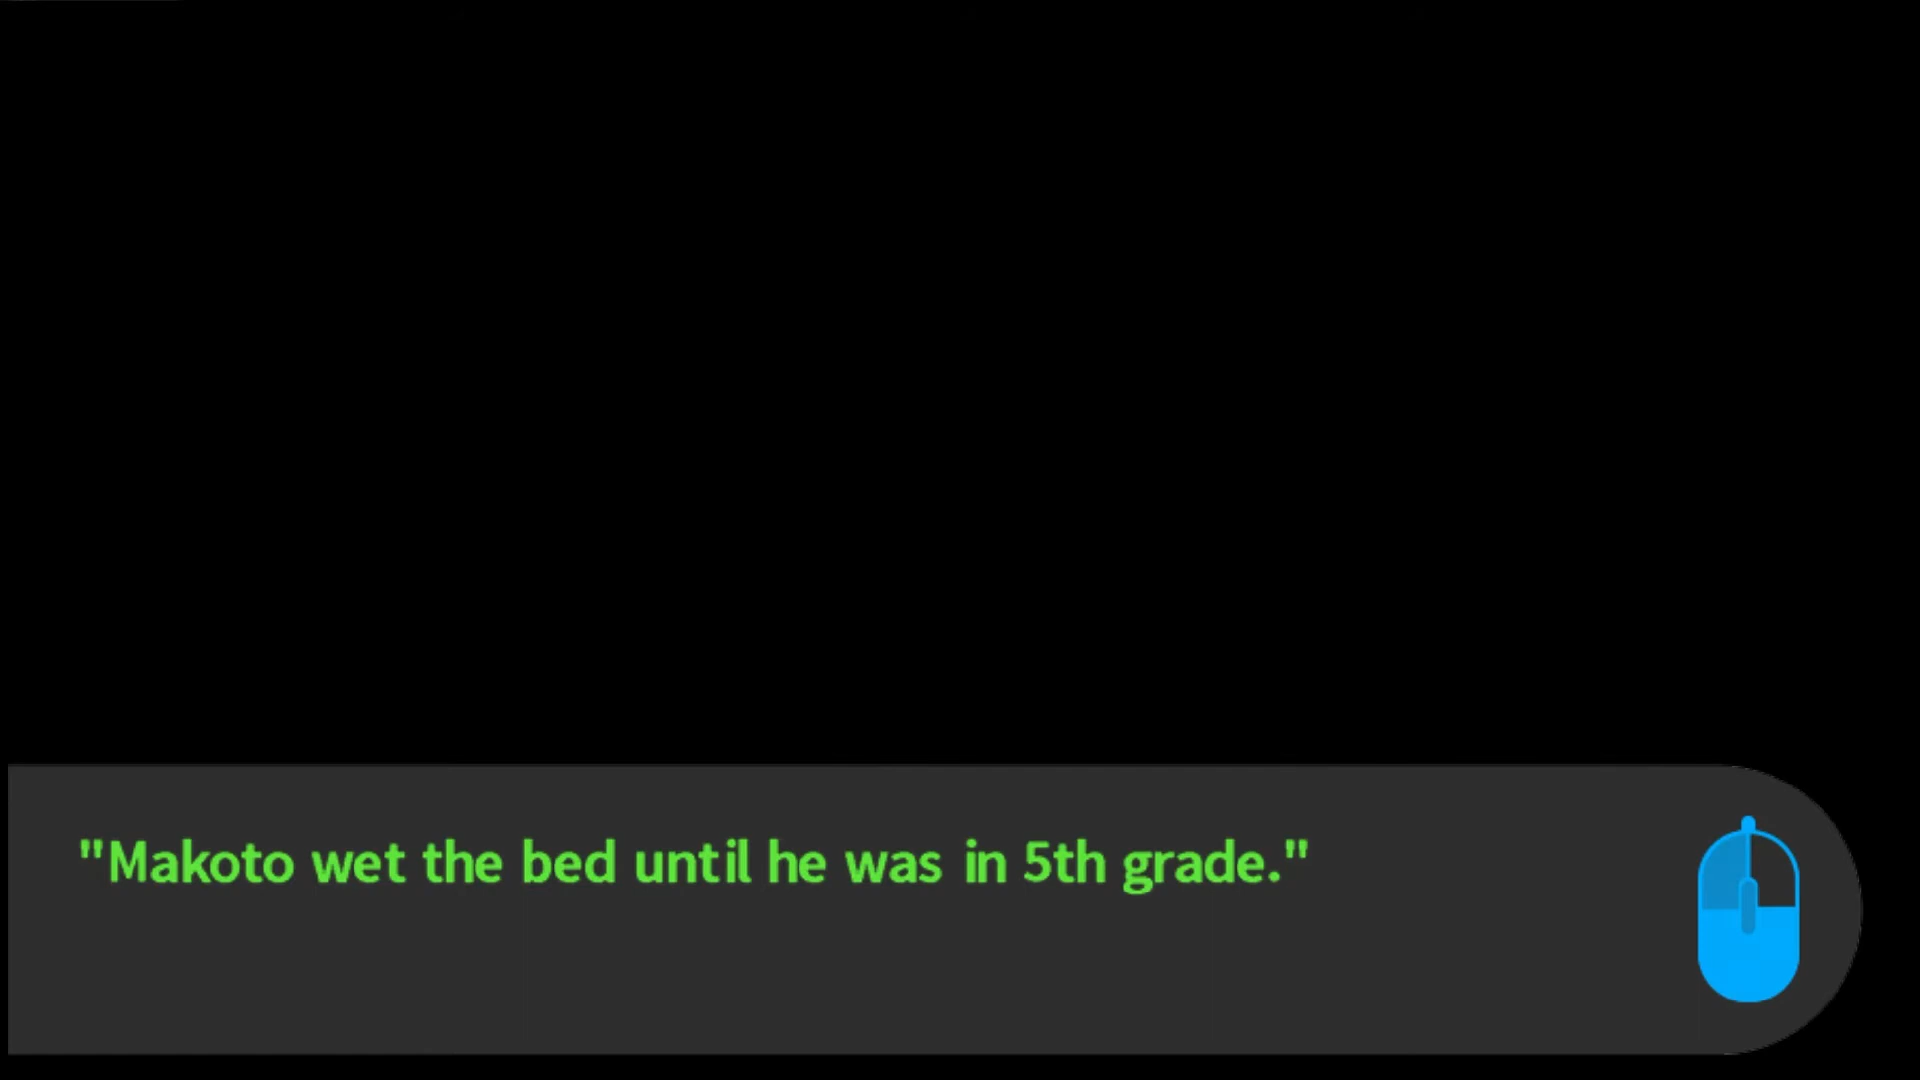 "Makoto wet the bed until he was in 5th grade."